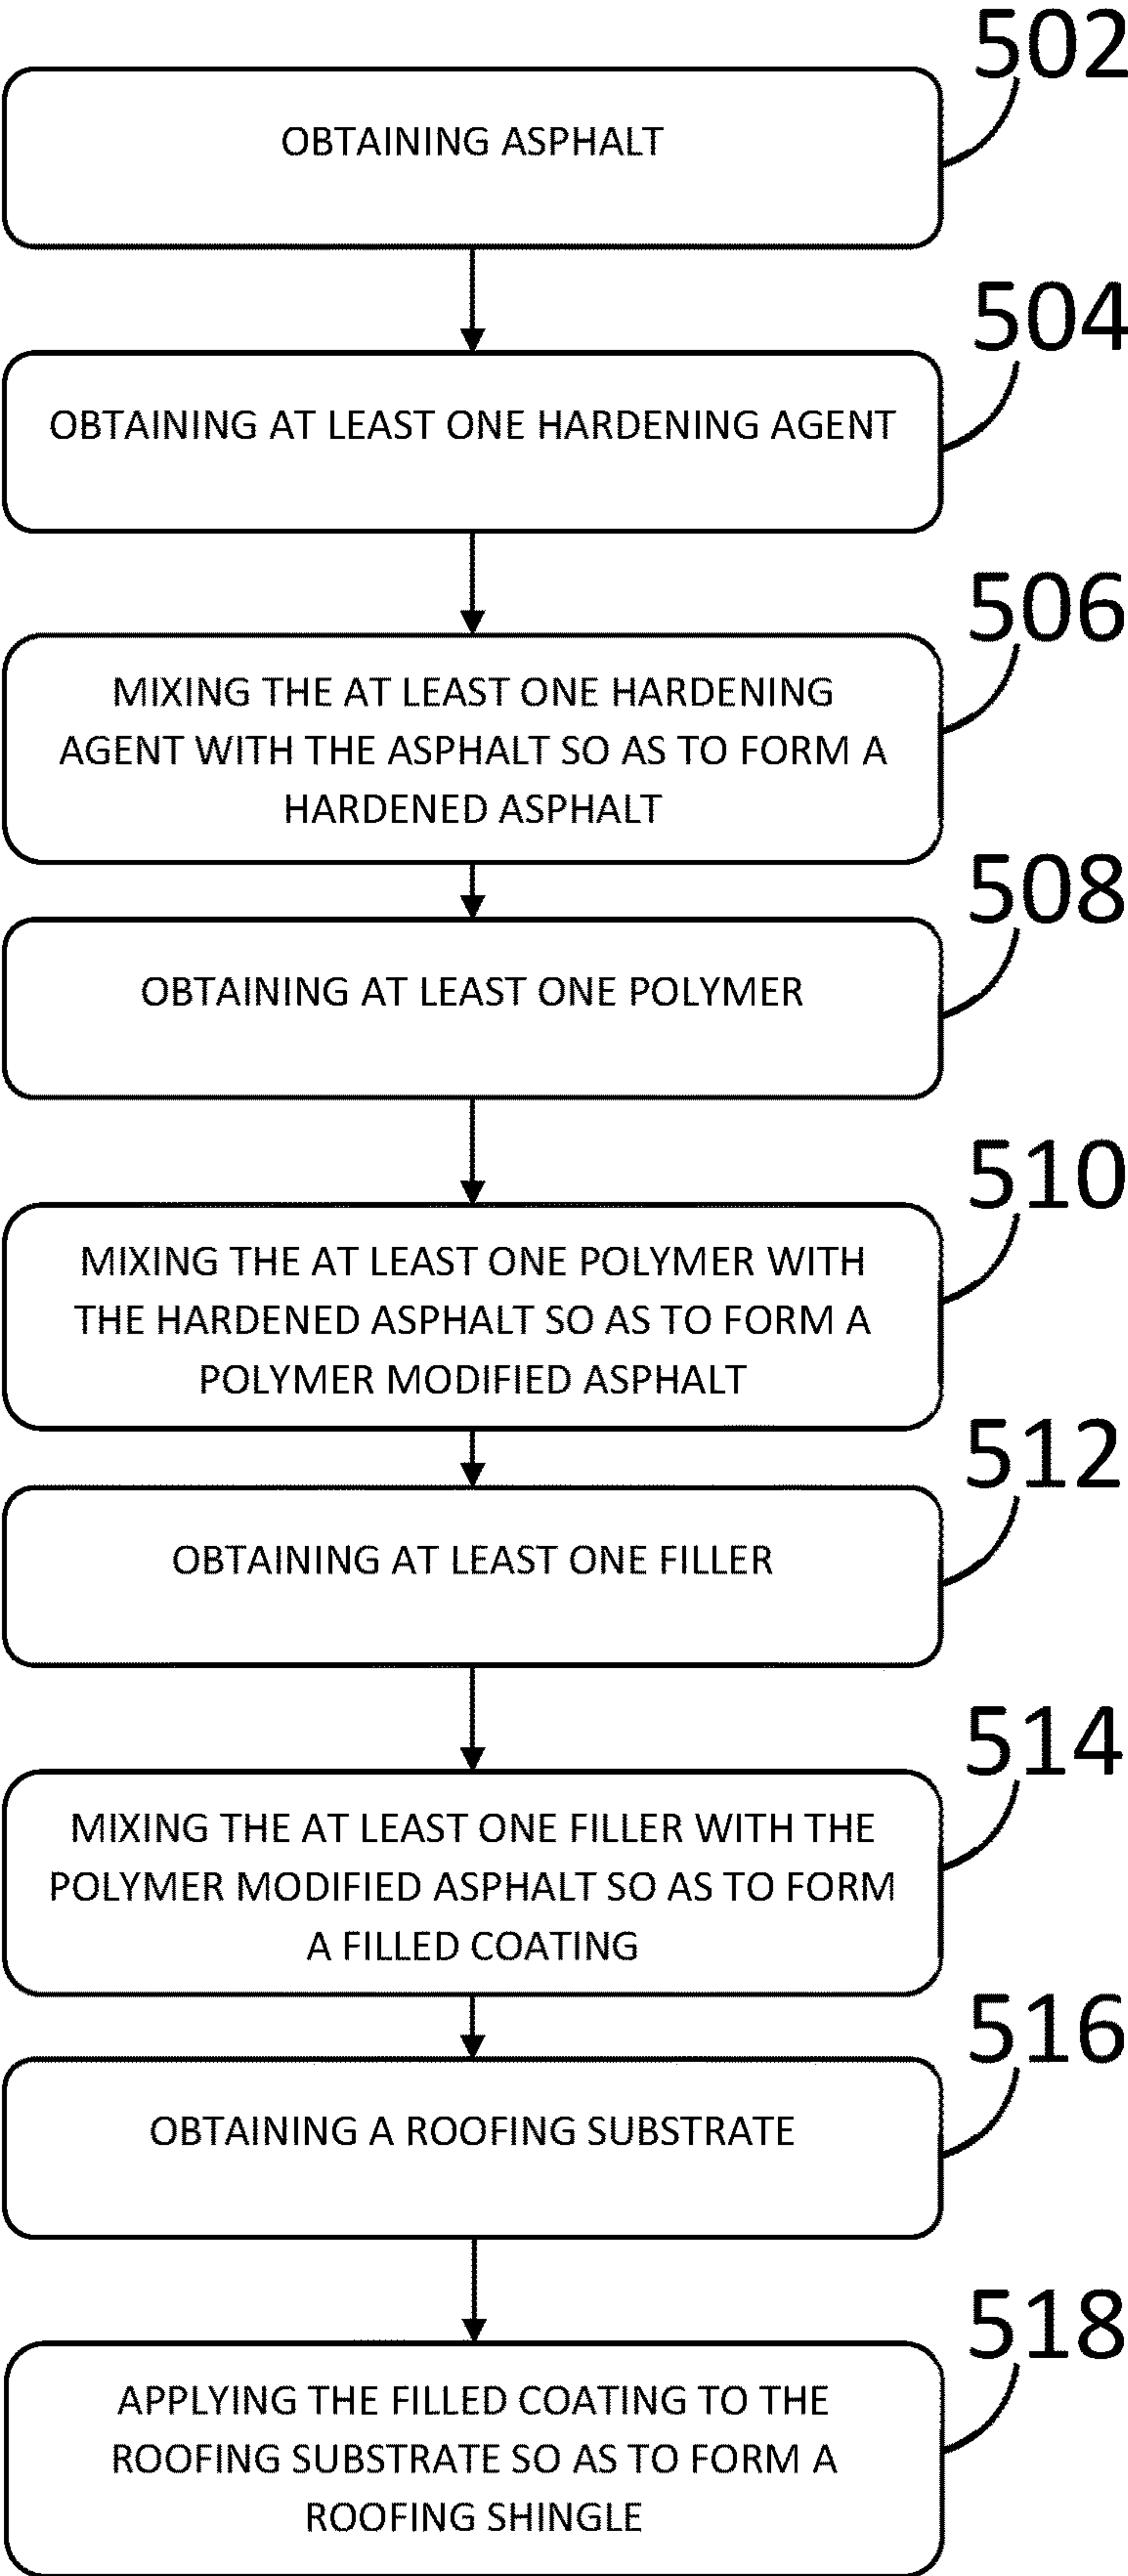 502
OBTAINING ASPHALT
504
OBTAINING AT LEAST ONE HARDENING AGENT
506
MIXING THE AT LEAST ONE HARDENING
AGENT WITH THE ASPHALT SO AS TO FORM A
HARDENED ASPHALT
508
OBTAINING AT LEAST ONE POLYMER
510
MIXING THE AT LEAST ONE POLYMER WITH
THE HARDENED ASPHALT SO AS TO FORM A
POLYMER MODIFIED ASPHALT
512
OBTAINING AT LEAST ONE FILLER
514
MIXING THE AT LEAST ONE FILLER WITH THE
POLYMER MODIFIED ASPHALT SO AS TO FORM
A FILLED COATING
516
OBTAINING A ROOFING SUBSTRATE
518
APPLYING THE FILLED COATING TO THE
ROOFING SUBSTRATE SO AS TO FORM A
ROOFING SHINGLE